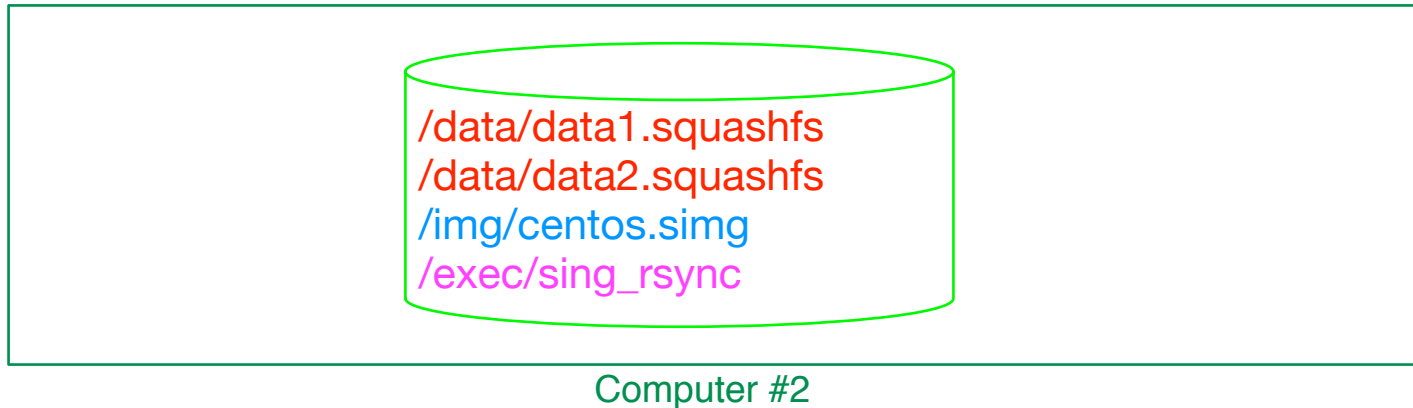 /data/data1.squashfs
/data/data2.squashfs
/img/centos.simg
/exec/sing_rsync
Computer #2